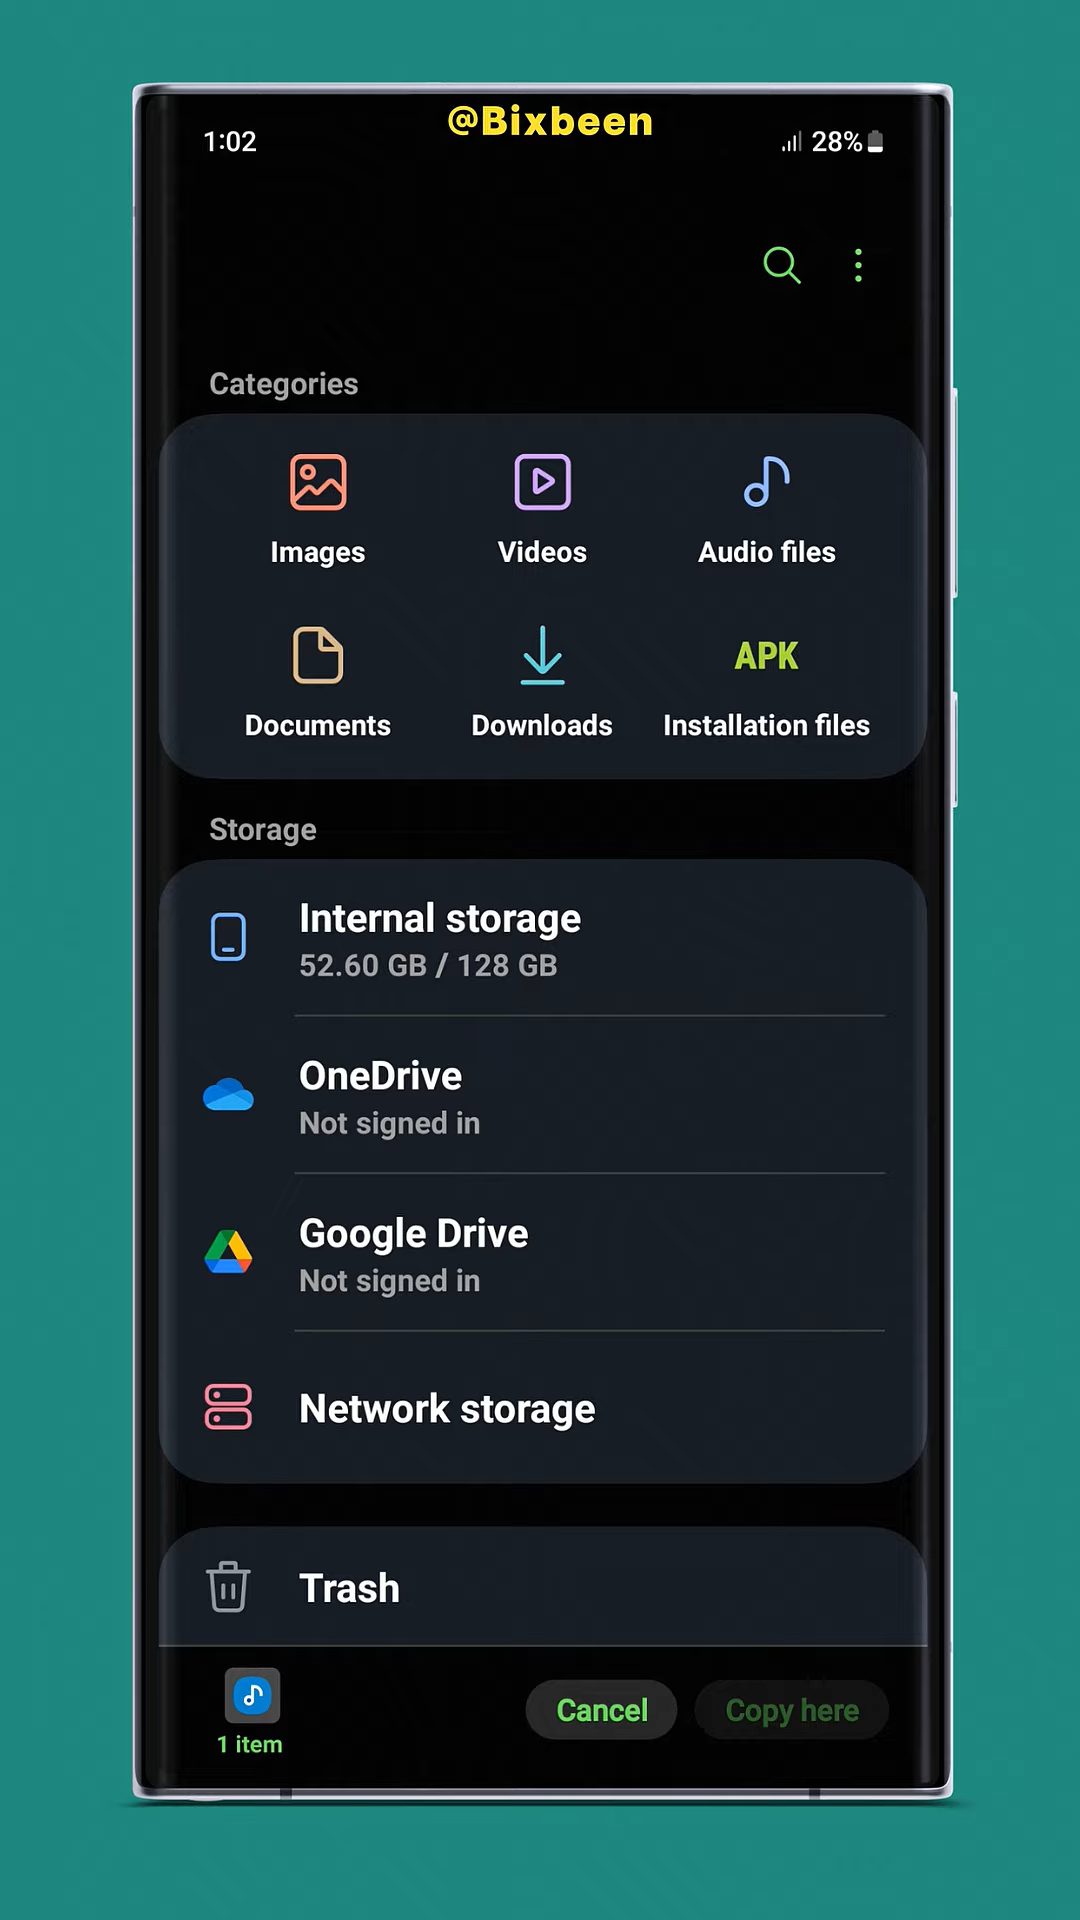 @Bixbeen
1:02
28%
Categories
Images
Videos
Audio files
Documents
Downloads
APK
Installation files
Storage
Internal storage
52.60 GB / 128 GB
OneDrive
Not signed in
Google Drive
Not signed in
Network storage
Trash
1 item
Cancel
Copy here